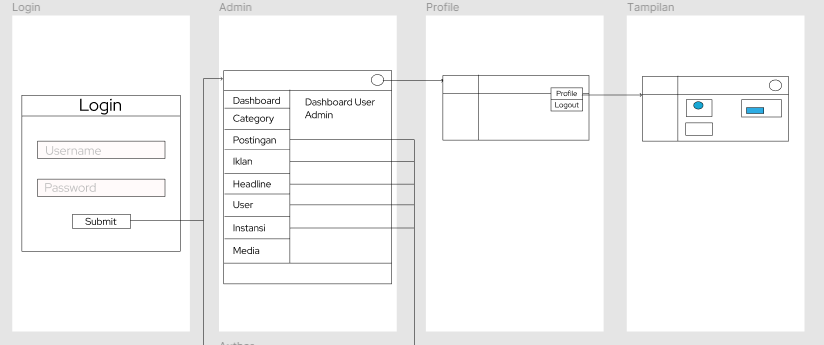 Login
Admin
Profile
Tampilan
Login
Username
Password
Submit
Dashboard
Category
Postingan
Iklan
Headline
User
Instansi
Media
Dashboard User
Admin
Profile
Logout